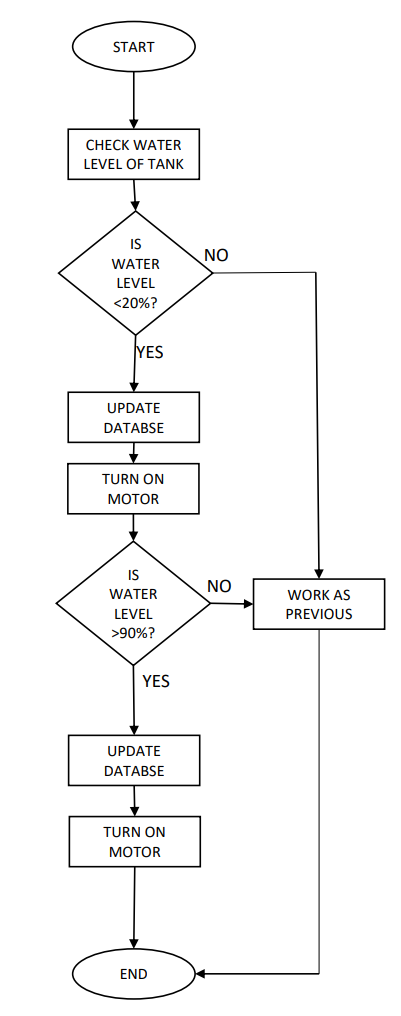 START
CHECK WATER
LEVEL OF TANK
IS
WATER
LEVEL
<20%?
NO
YES
UPDATE
DATABSE
TURN ON
MOTOR
IS
WATER
LEVEL
>90%?
NO
WORK AS
PREVIOUS
YES
UPDATE
DATABSE
TURN ON
MOTOR
END